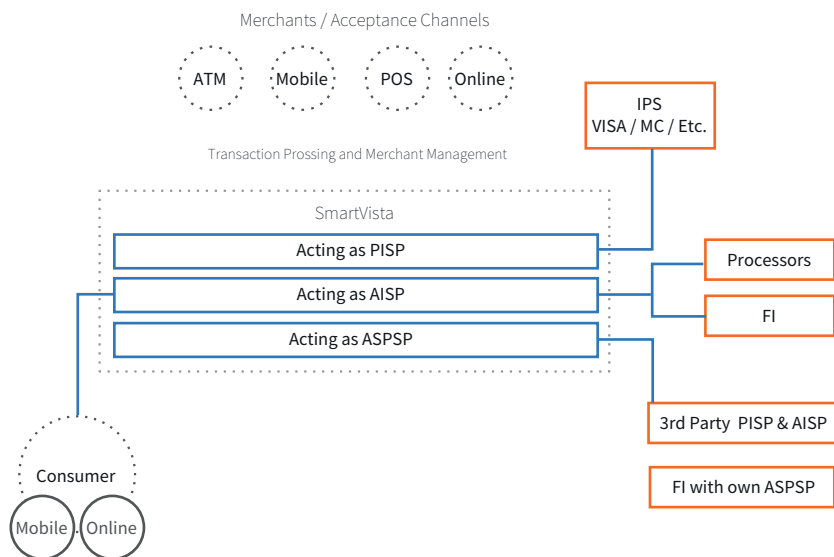 Merchants / Acceptance Channels
ATM
Mobile
POS
Online
IPS
VISA / MC / Etc.
Transaction Prossing and Merchant Management
SmartVista
Acting as PISP
Processors
Acting as AISP
FI
Acting as ASPSP
3rd Party PISP & AISP
Consumer
FI with own ASPSP
Mobile
Online